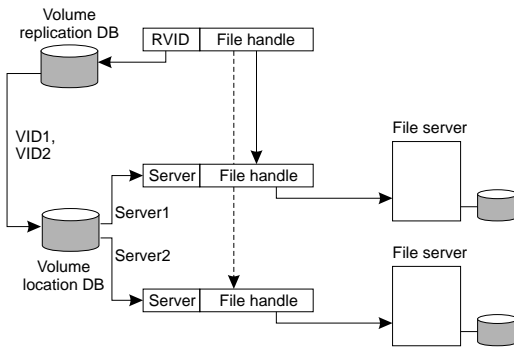 Volume
replication DB
RVID File handle
VID1,
VID2
File server
Server File handle
Server1
Server2
Volume
location DB
File server
Server File handle